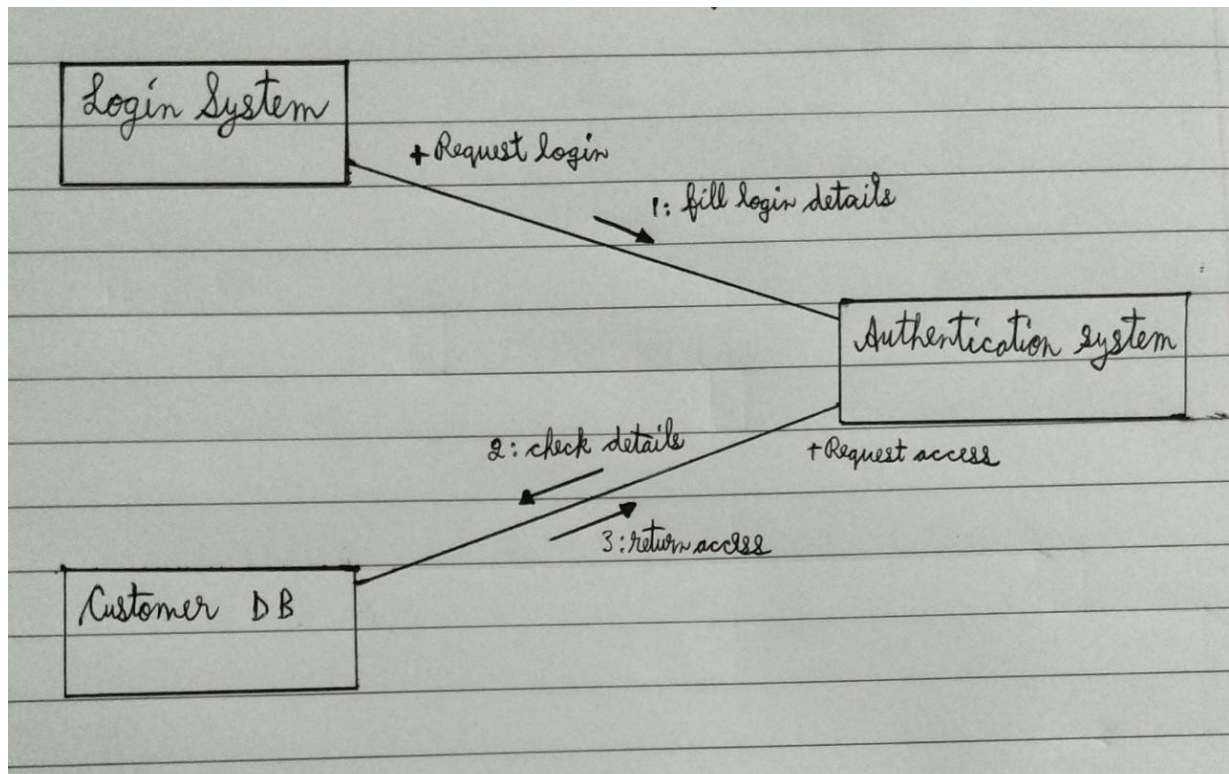 Login System
+Request login
1: fill login details
Authentication system
2: check details
+Request access
3: return access
Customer DB